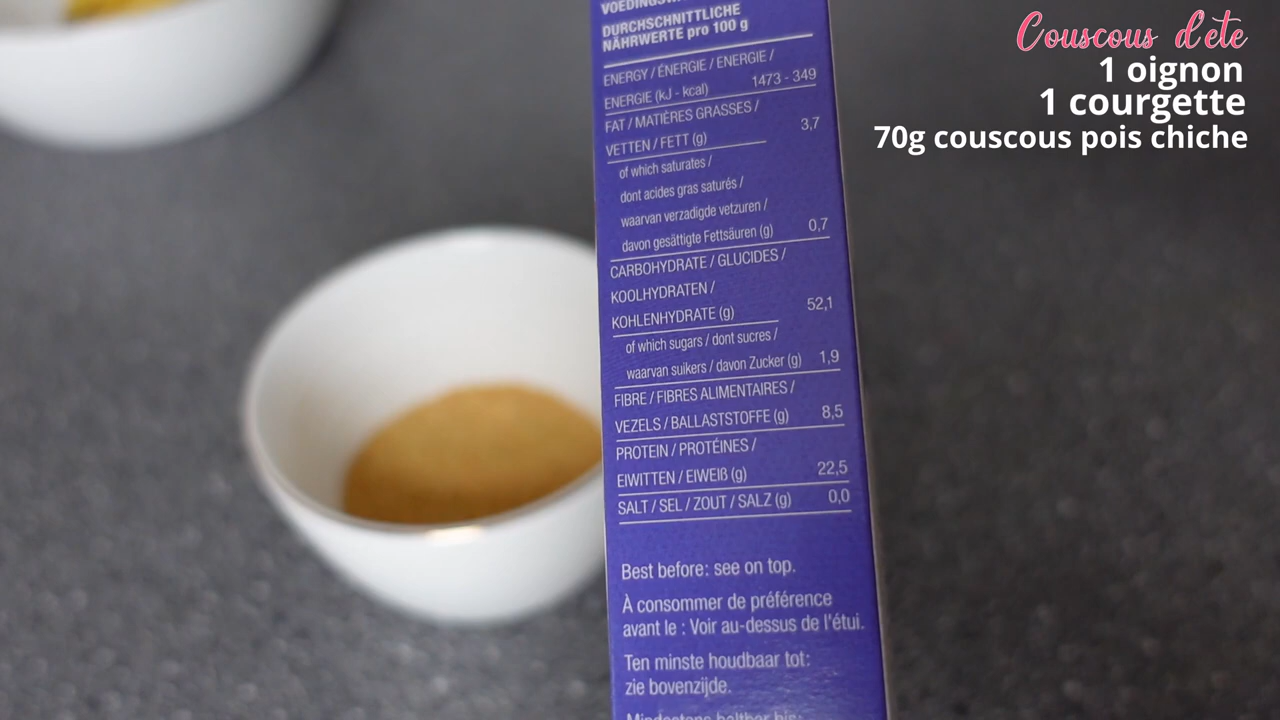 Couscous d'ete
1 oignon
1 courgette
70g couscous pois chiche
DURCHSCHNITTLICHE
NÄHRWERTE pro 100 g
ENERGY / ÉNERGIE / ENERGIE /
ENERGIE (kJ - kcal) 1473 - 349
FAT / MATIÈRES GRASSES /
VETTEN / FETT (g) 3,7
of which saturates /
dont acides gras saturés /
waarvan verzadigde vetzuren /
davon gesättigte Fettsäuren (g) 0,7
CARBOHYDRATE / GLUCIDES /
KOOLHYDRATEN /
KOHLENHYDRATE (g) 52,1
of which sugars / dont sucres /
waarvan suikers / davon Zucker (g) 1,9
FIBRE / FIBRES ALIMENTAIRES /
VEZELS / BALLASTSTOFFE (g) 8,5
PROTEIN / PROTÉINES /
EIWITTEN / EIWEIß (g) 22,5
SALT / SEL / ZOUT / SALZ (g) 0,0
Best before: see on top.
À consommer de préférence
avant le : Voir au-dessus de l'étui.
Ten minste houdbaar tot:
zie bovenzijde.